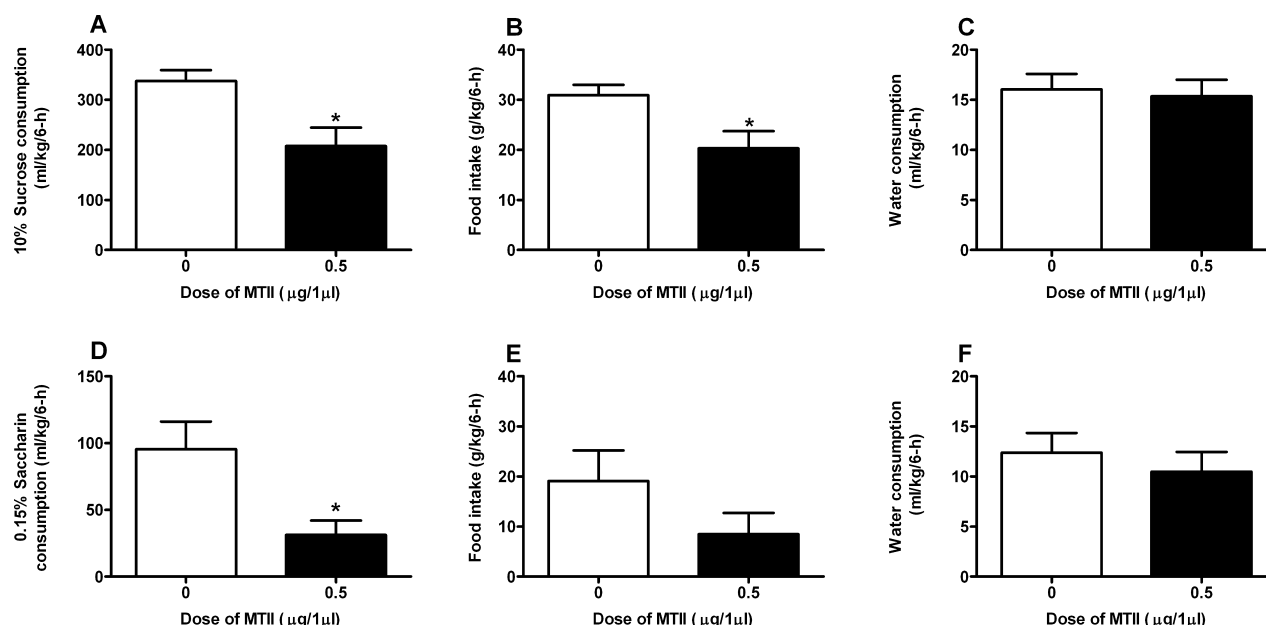 A
10% Sucrose consumption
(ml/kg/6-h)
400
300
200
100
0
*
0
0.5
Dose of MTII ( μg/1μl)
B
Food intake (g/kg/6-h)
40
30
20
10
0
*
0
0.5
Dose of MTII ( μg/1μl)
C
Water consumption
(ml/kg/6-h)
20
15
10
5
0
0
0.5
Dose of MTII ( μg/1μl)
D
0.15% Saccharin
consumption (ml/kg/6-h)
150
100
50
0
*
0
0.5
Dose of MTII ( μg/1μl)
E
Food intake (g/kg/6-h)
40
30
20
10
0
0
0.5
Dose of MTII ( μg/1μl)
F
Water consumption
(ml/kg/6-h)
20
15
10
5
0
0
0.5
Dose of MTII ( μg/1μl)